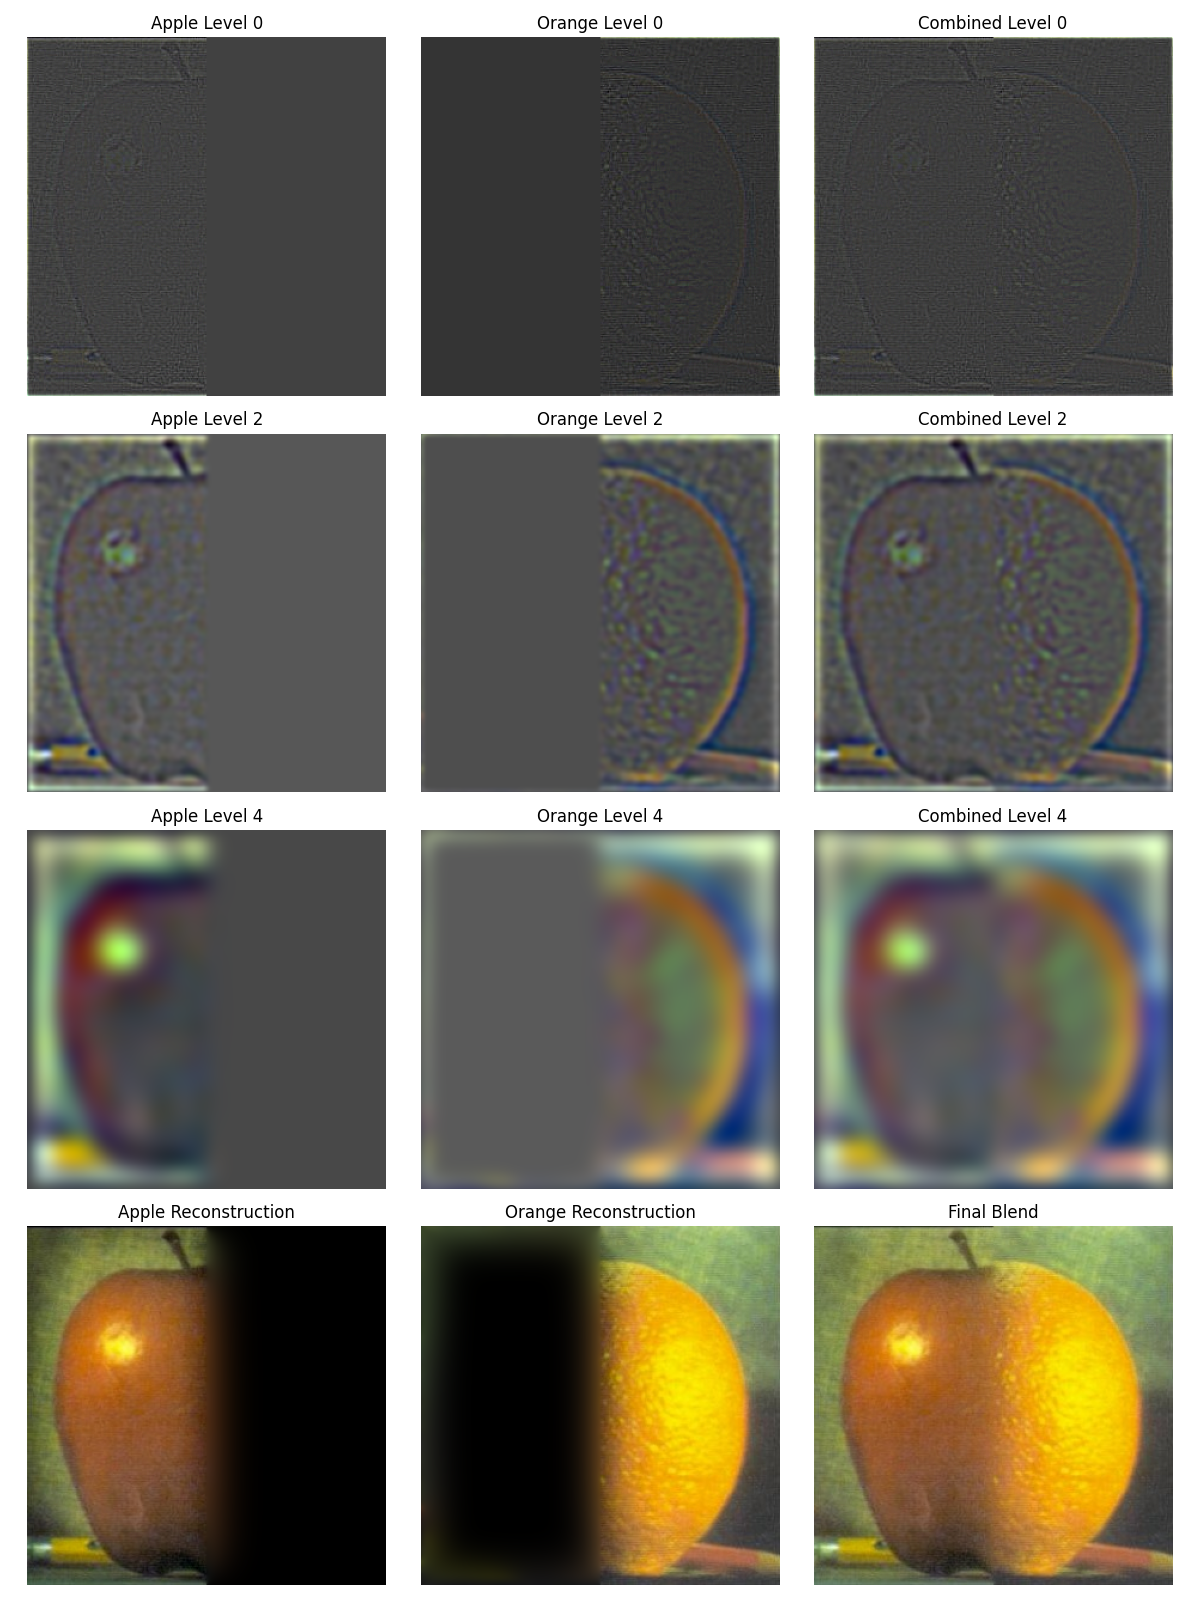 Apple Level 0
Orange Level 0
Combined Level 0
Apple Level 2
Orange Level 2
Combined Level 2
Apple Level 4
Orange Level 4
Combined Level 4
Apple Reconstruction
Orange Reconstruction
Final Blend